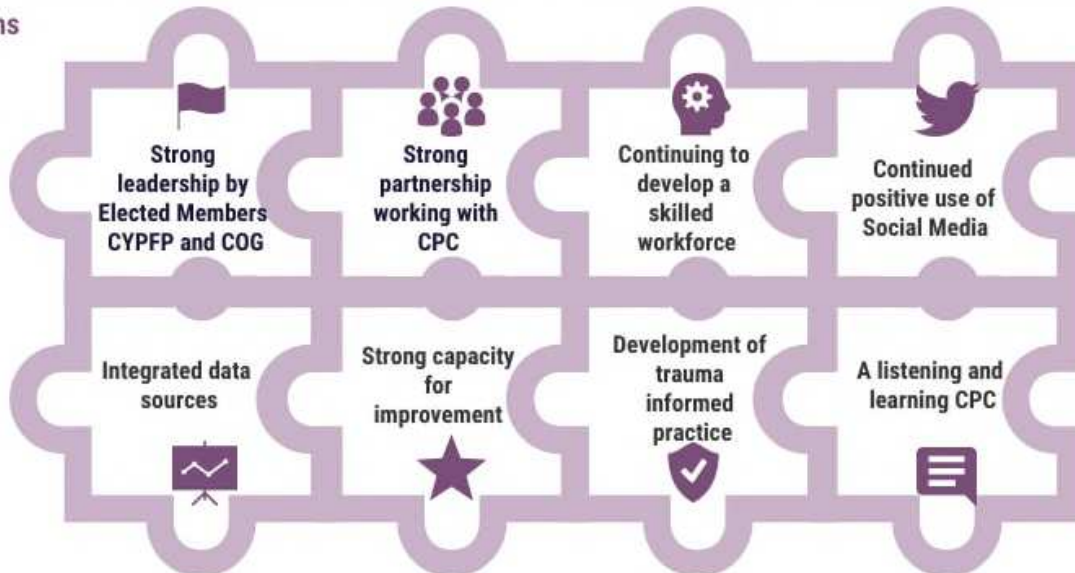 Strong
leadership by
Elected Members
CYPFP and COG
Strong
partnership
working with
CPC
Continuing to
develop a
skilled
workforce
Continued
positive use of
Social Media
Integrated data
sources
Strong capacity
for
improvement
Development of
trauma
informed
practice
A listening and
learning CPC